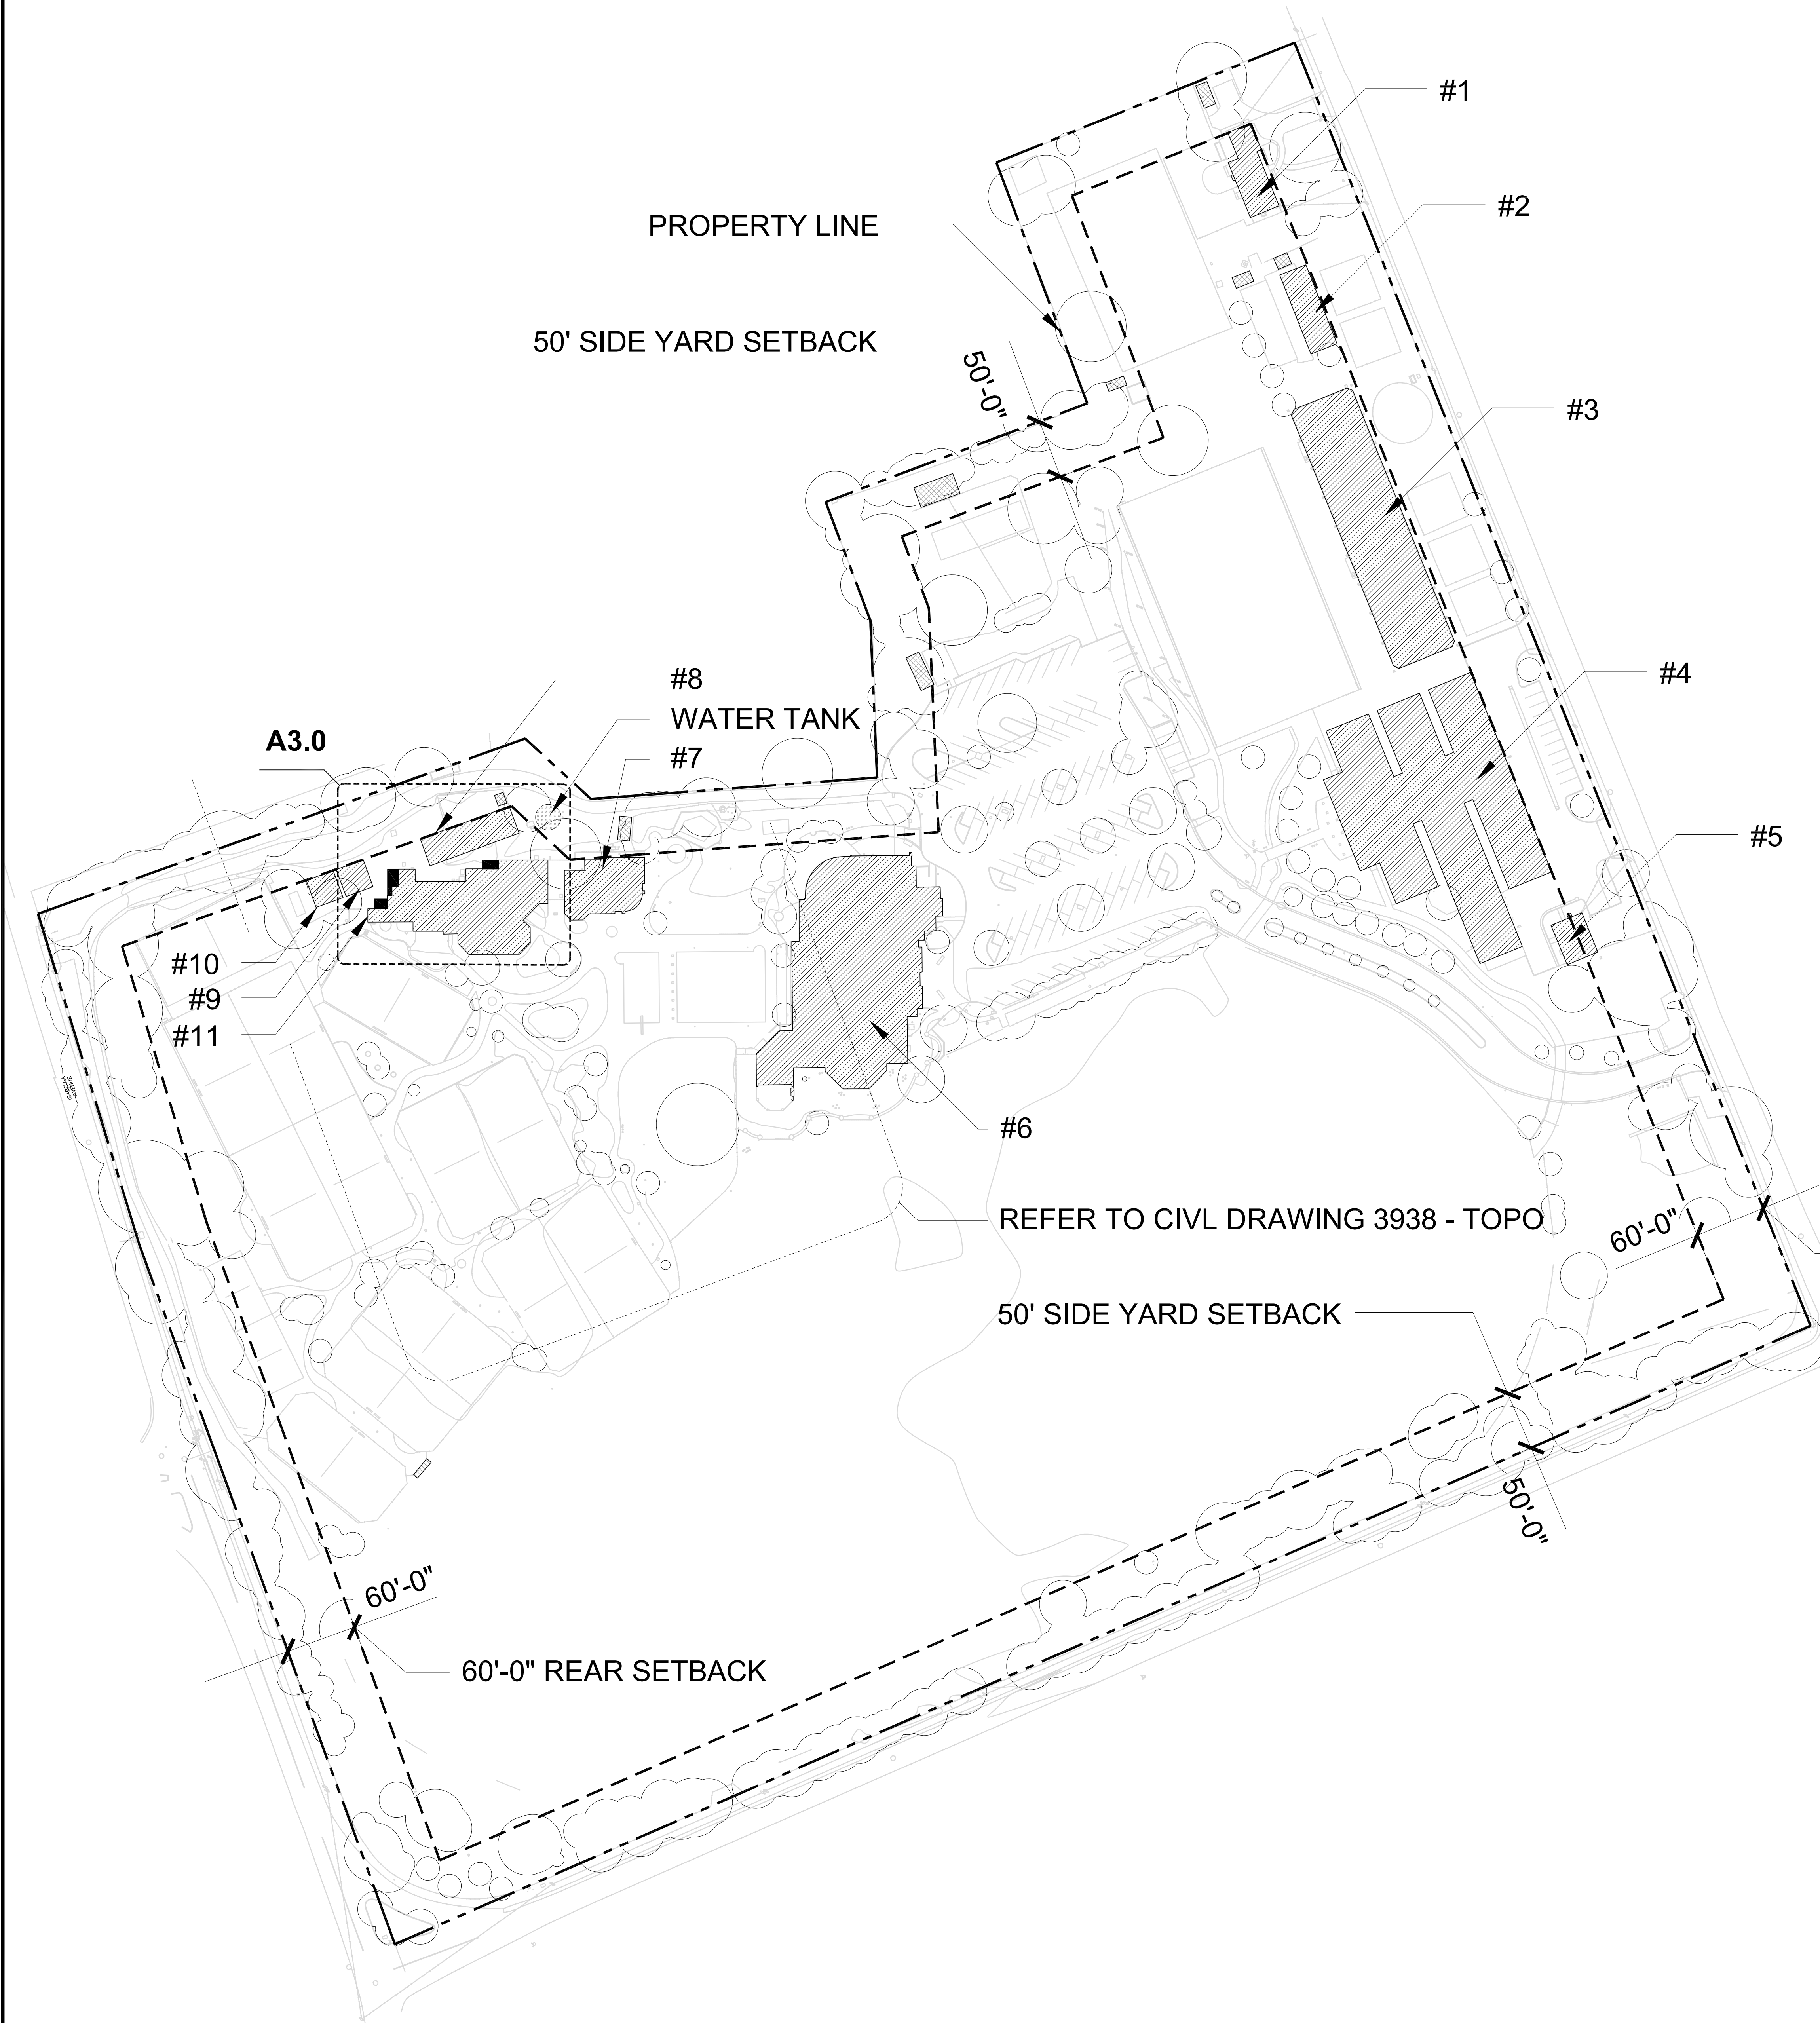 #1
#2
PROPERTY LINE
50' SIDE YARD SETBACK
50'-0"
#3
#8
WATER TANK
#7
A3.0
#4
#5
#10
#9
#11
ISABELLA
AVENUE
#6
REFER TO CIVL DRAWING 3938 - TOPO
60'-0"
50' SIDE YARD SETBACK
50'-0"
60'-0"
60'-0" REAR SETBACK